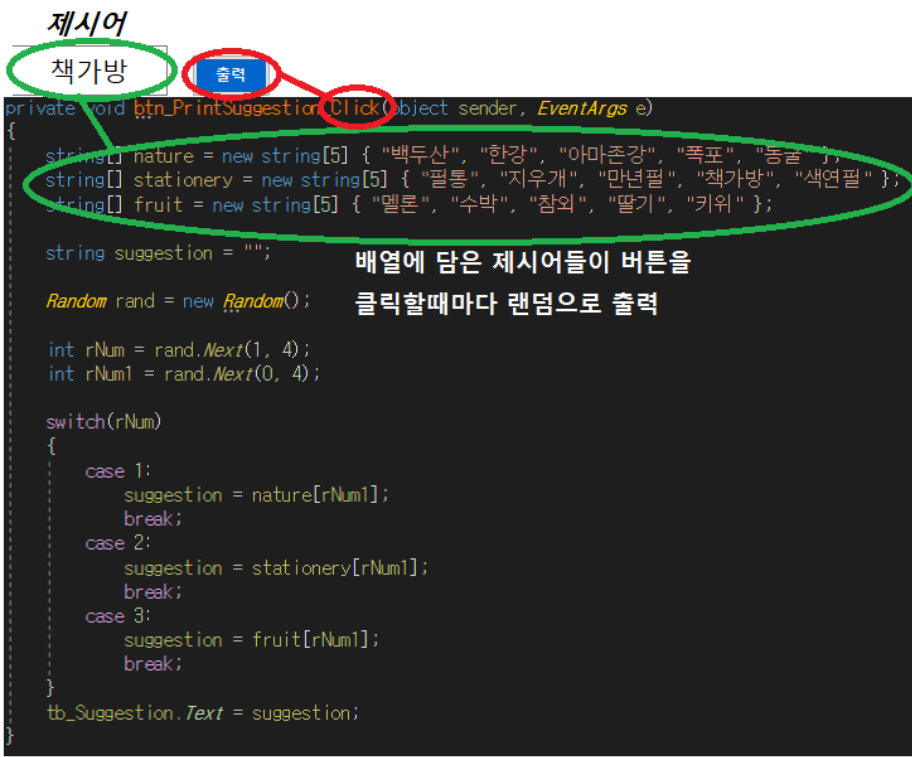 제시어
책가방
출력
private void btn_PrintSuggestion_Click(object sender, EventArgs e)
{
string[] nature = new string[5] { "백두산", "한강", "아마존강", "폭포", "동굴" };
string[] stationery = new string[5] { "필통", "지우개", "만년필", "책가방", "색연필" };
string[] fruit = new string[5] { "멜론", "수박", "참외", "딸기", "키위" };
string suggestion = "";
배열에 담은 제시어들이 버튼을
Random rand = new Random();
클릭할때마다 랜덤으로 출력
int rNum = rand.Next(1, 4);
int rNum1 = rand.Next(0, 4);
switch(rNum)
{
case 1:
suggestion = nature[rNum1];
break;
case 2:
suggestion = stationery[rNum1];
break;
case 3:
suggestion = fruit[rNum1];
break;
}
tb_Suggestion.Text = suggestion;
}